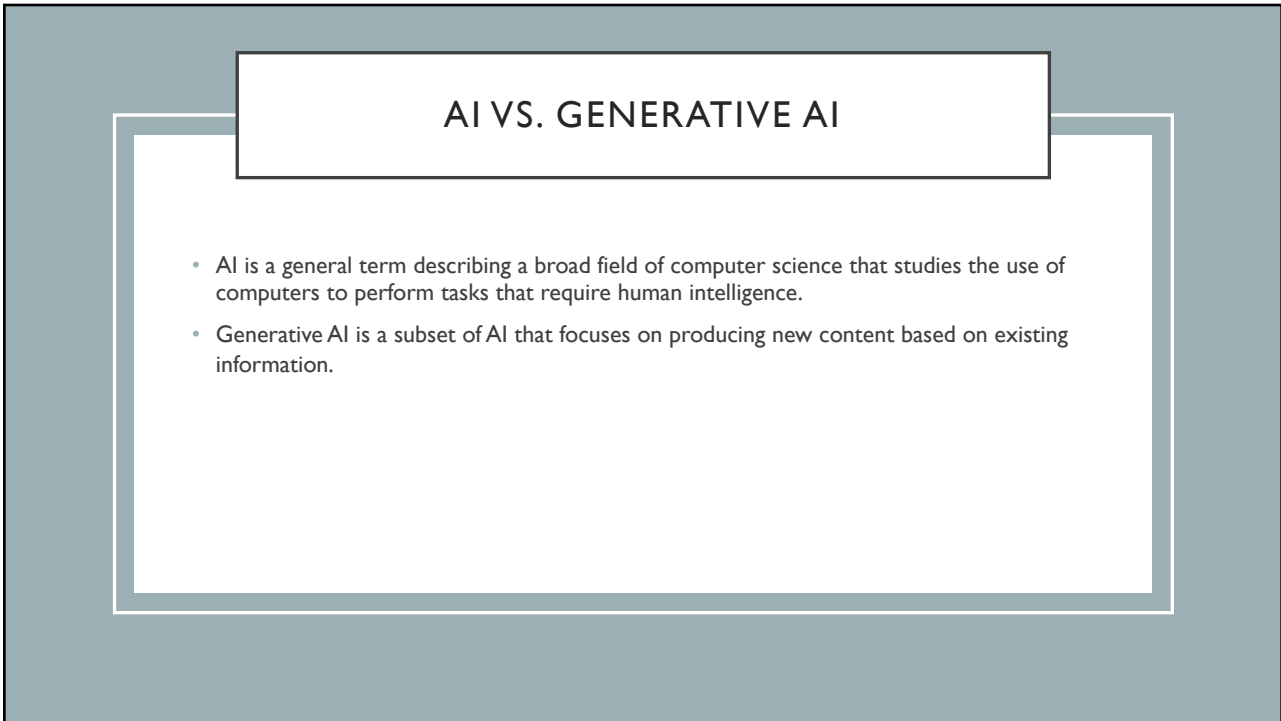 AI VS. GENERATIVE AI
• AI is a general term describing a broad field of computer science that studies the use of
computers to perform tasks that require human intelligence.
• Generative AI is a subset of AI that focuses on producing new content based on existing
information.